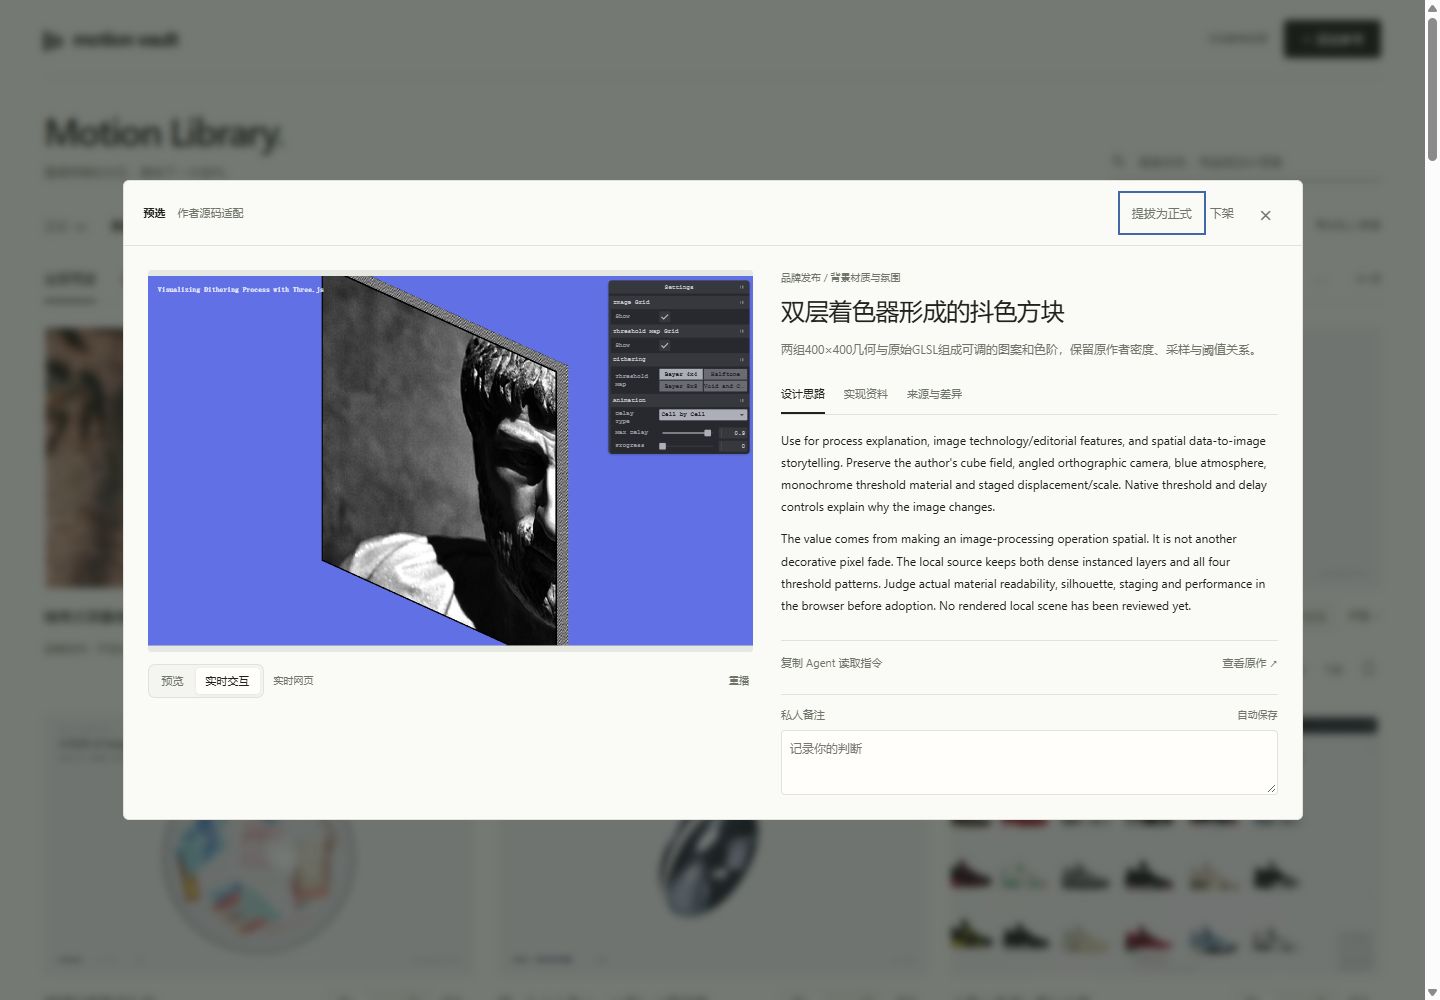 motion vault
Motion Library.
预选 作者源码适配
提拔为正式 下架 ×
Visualizing Dithering Process with Three.js
Settings
Image Grid
Show
Threshold Map Grid
Show
Dithering
Threshold Map
Bayer 4x4 Halftone
Bayer 8x8 Void and C…
Animation
Delay Type
Cell by Cell
Max Delay 0.9
Progress 0
预览 实时交互 实时网页 重播
品牌发布 / 背景材质与氛围
双层着色器形成的抖色方块
两组400×400几何与原始GLSL组成可调的图案和色阶，保留原作者密度、采样与阈值关系。
设计思路 实现资料 来源与差异
Use for process explanation, image technology/editorial features, and spatial data-to-image
storytelling. Preserve the author's cube field, angled orthographic camera, blue atmosphere,
monochrome threshold material and staged displacement/scale. Native threshold and delay
controls explain why the image changes.
The value comes from making an image-processing operation spatial. It is not another
decorative pixel fade. The local source keeps both dense instanced layers and all four
threshold patterns. Judge actual material readability, silhouette, staging and performance in
the browser before adoption. No rendered local scene has been reviewed yet.
复制 Agent 读取指令 查看原作 ↗
私人备注 自动保存
记录你的判断